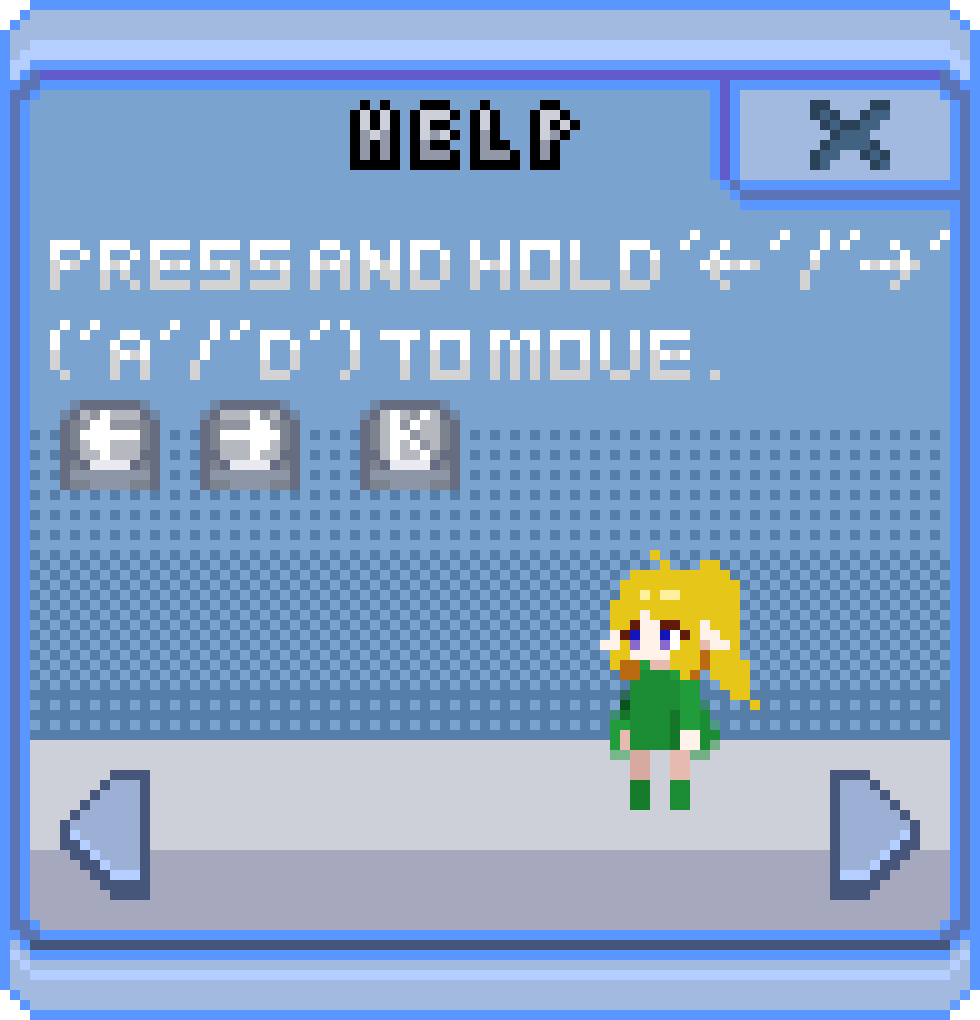 HELP
PRESS AND HOLD '←'/'→'
('A'/'D') TO MOVE.
← → K